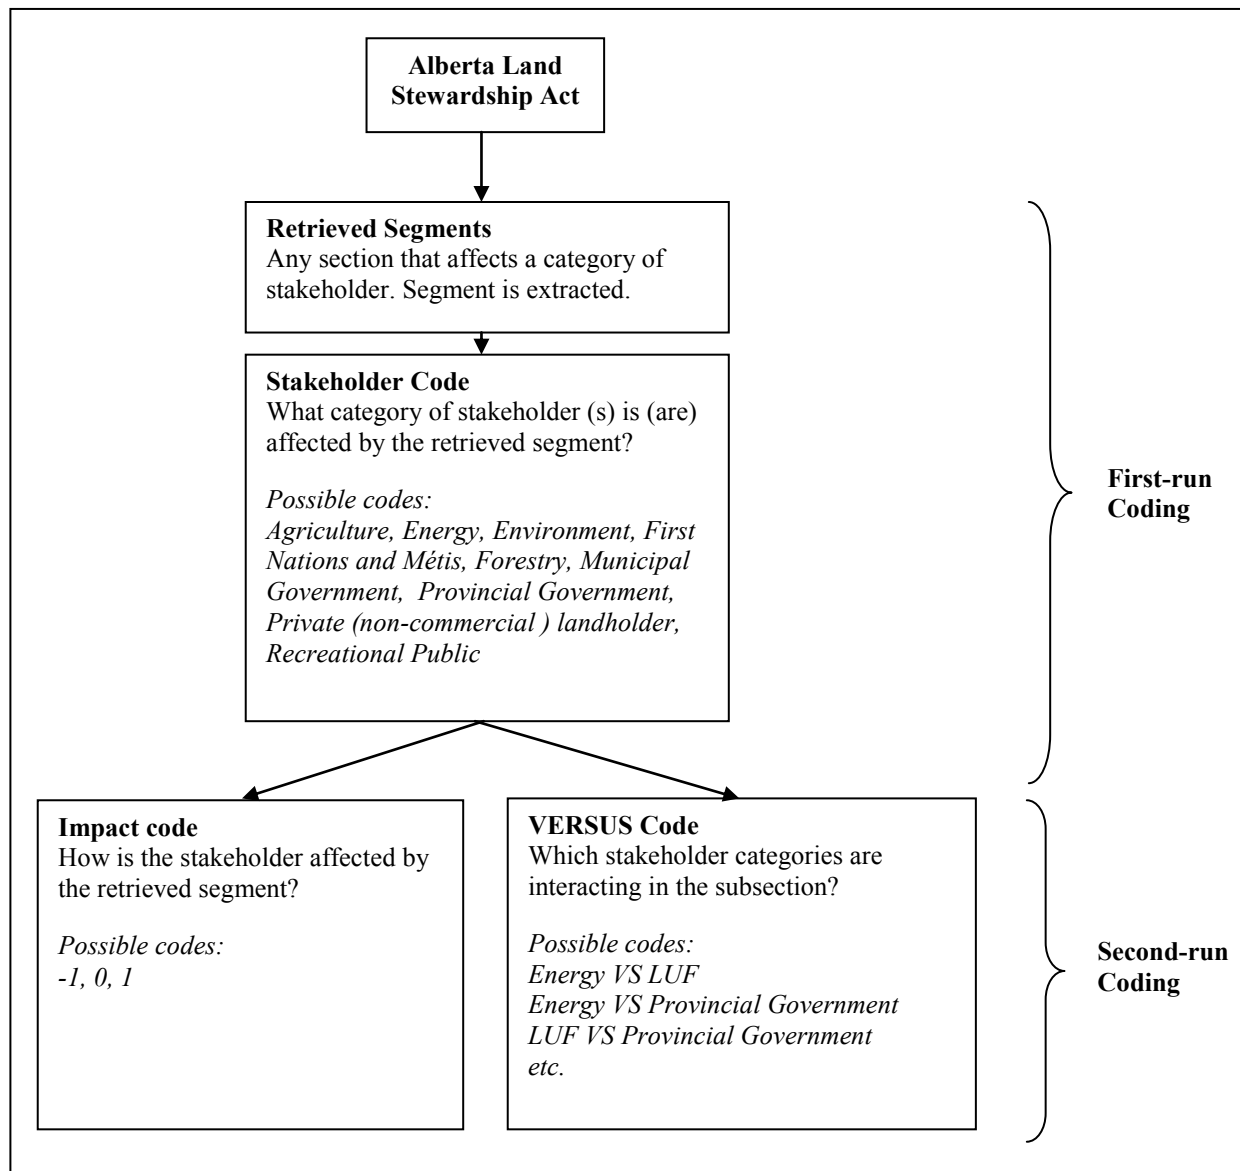 Alberta Land
Stewardship Act
Retrieved Segments
Any section that affects a category of
stakeholder. Segment is extracted.
Stakeholder Code
What category of stakeholder (s) is (are)
affected by the retrieved segment?
Possible codes:
Agriculture, Energy, Environment, First
Nations and Métis, Forestry, Municipal
Government, Provincial Government,
Private (non-commercial ) landholder,
Recreational Public
First-run
Coding
Impact code
How is the stakeholder affected by
the retrieved segment?
Possible codes:
-1, 0, 1
VERSUS Code
Which stakeholder categories are
interacting in the subsection?
Possible codes:
Energy VS LUF
Energy VS Provincial Government
LUF VS Provincial Government
etc.
Second-run
Coding